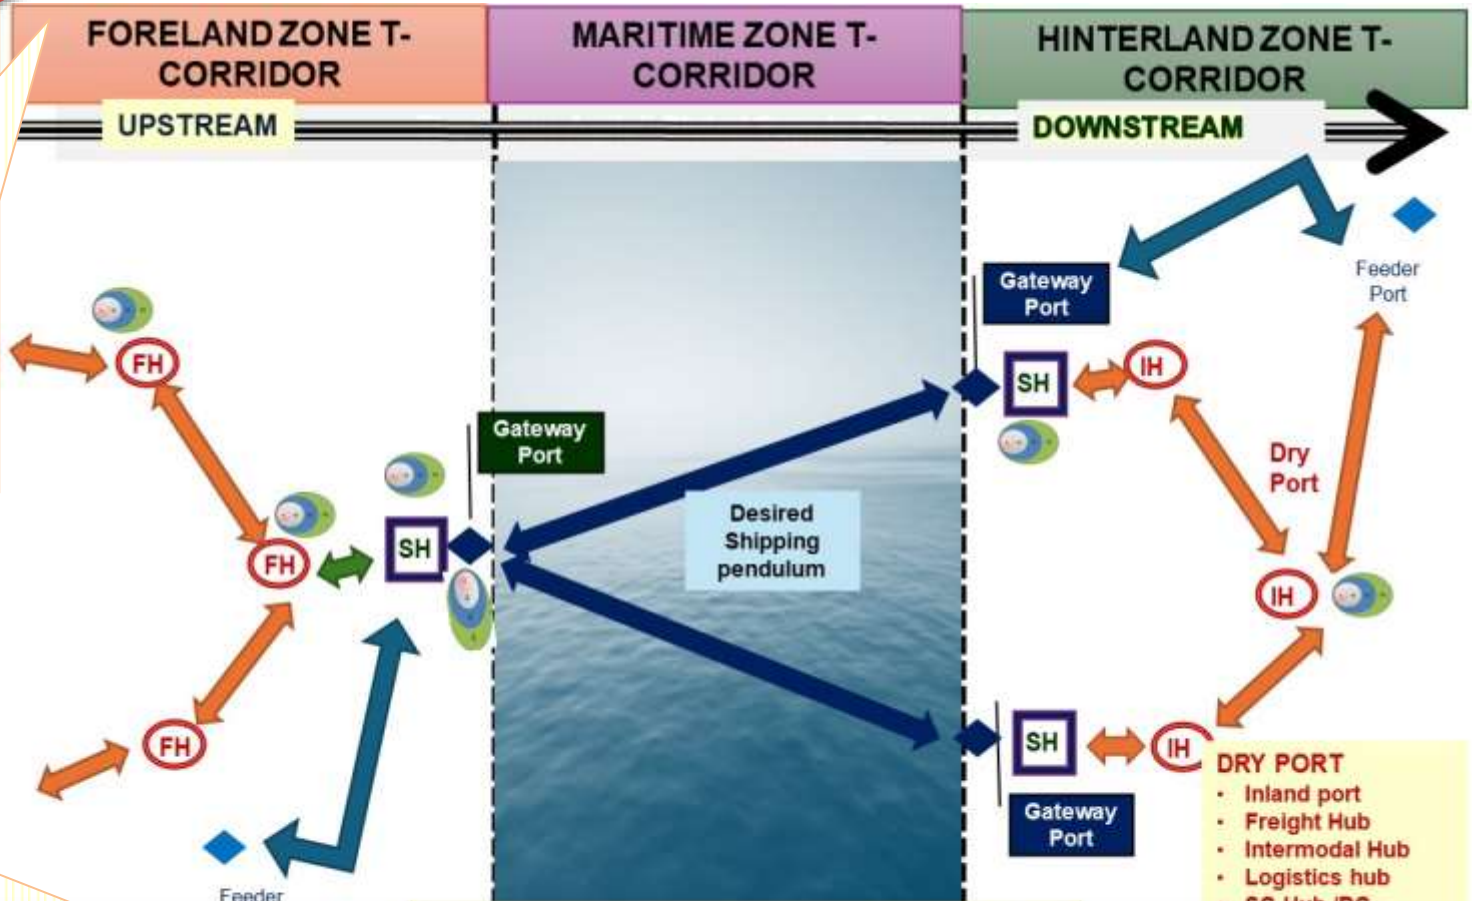 FORELAND ZONE T-
CORRIDOR
MARITIME ZONE T-
CORRIDOR
HINTERLAND ZONE T-
CORRIDOR
UPSTREAM
DOWNSTREAM
Gateway
Port
Feeder
Port
FH
SH
IH
Gateway
Port
Dry
Port
Desired
Shipping
pendulum
SH
FH
IH
FH
SH
IH
DRY PORT
• Inland port
• Freight Hub
• Intermodal Hub
• Logistics hub
Gateway
Port
Feeder